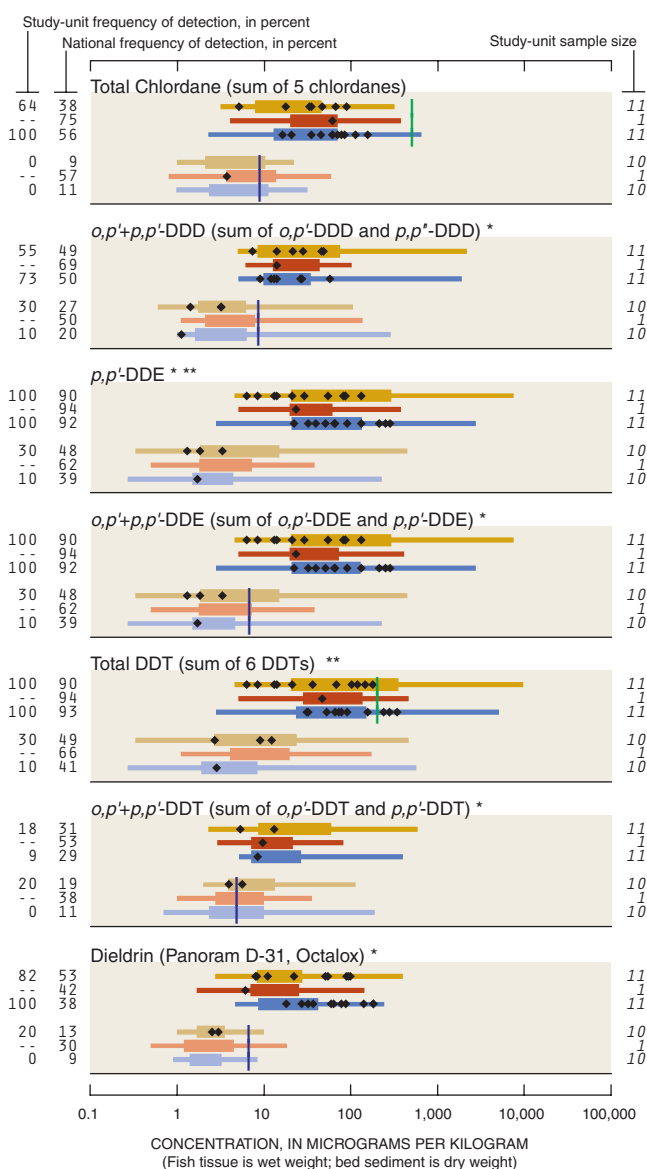 Study-unit frequency of detection, in percent
National frequency of detection, in percent
Study-unit sample size
Total Chlordane (sum of 5 chlordanes)
64 38 11
-- 75 1
100 56 11
0 9 10
-- 57 1
0 11 10
o,p'+p,p'-DDD (sum of o,p'-DDD and p,p'-DDD) *
55 49 11
-- 69 1
73 50 11
30 27 10
-- 50 1
10 20 10
p,p'-DDE * **
100 90 11
-- 94 1
100 92 11
30 48 10
-- 62 1
10 39 10
o,p'+p,p'-DDE (sum of o,p'-DDE and p,p'-DDE) *
100 90 11
-- 94 1
100 92 11
30 48 10
-- 62 1
10 39 10
Total DDT (sum of 6 DDTs) **
100 90 11
-- 94 1
100 93 11
30 49 10
-- 66 1
10 41 10
o,p'+p,p'-DDT (sum of o,p'-DDT and p,p'-DDT) *
18 31 11
-- 53 1
9 29 11
20 19 10
-- 38 1
0 11 10
Dieldrin (Panoram D-31, Octalox) *
82 53 11
-- 42 1
100 38 11
20 13 10
-- 30 1
0 9 10
0.1 1 10 100 1,000 10,000 100,000
CONCENTRATION, IN MICROGRAMS PER KILOGRAM
(Fish tissue is wet weight; bed sediment is dry weight)